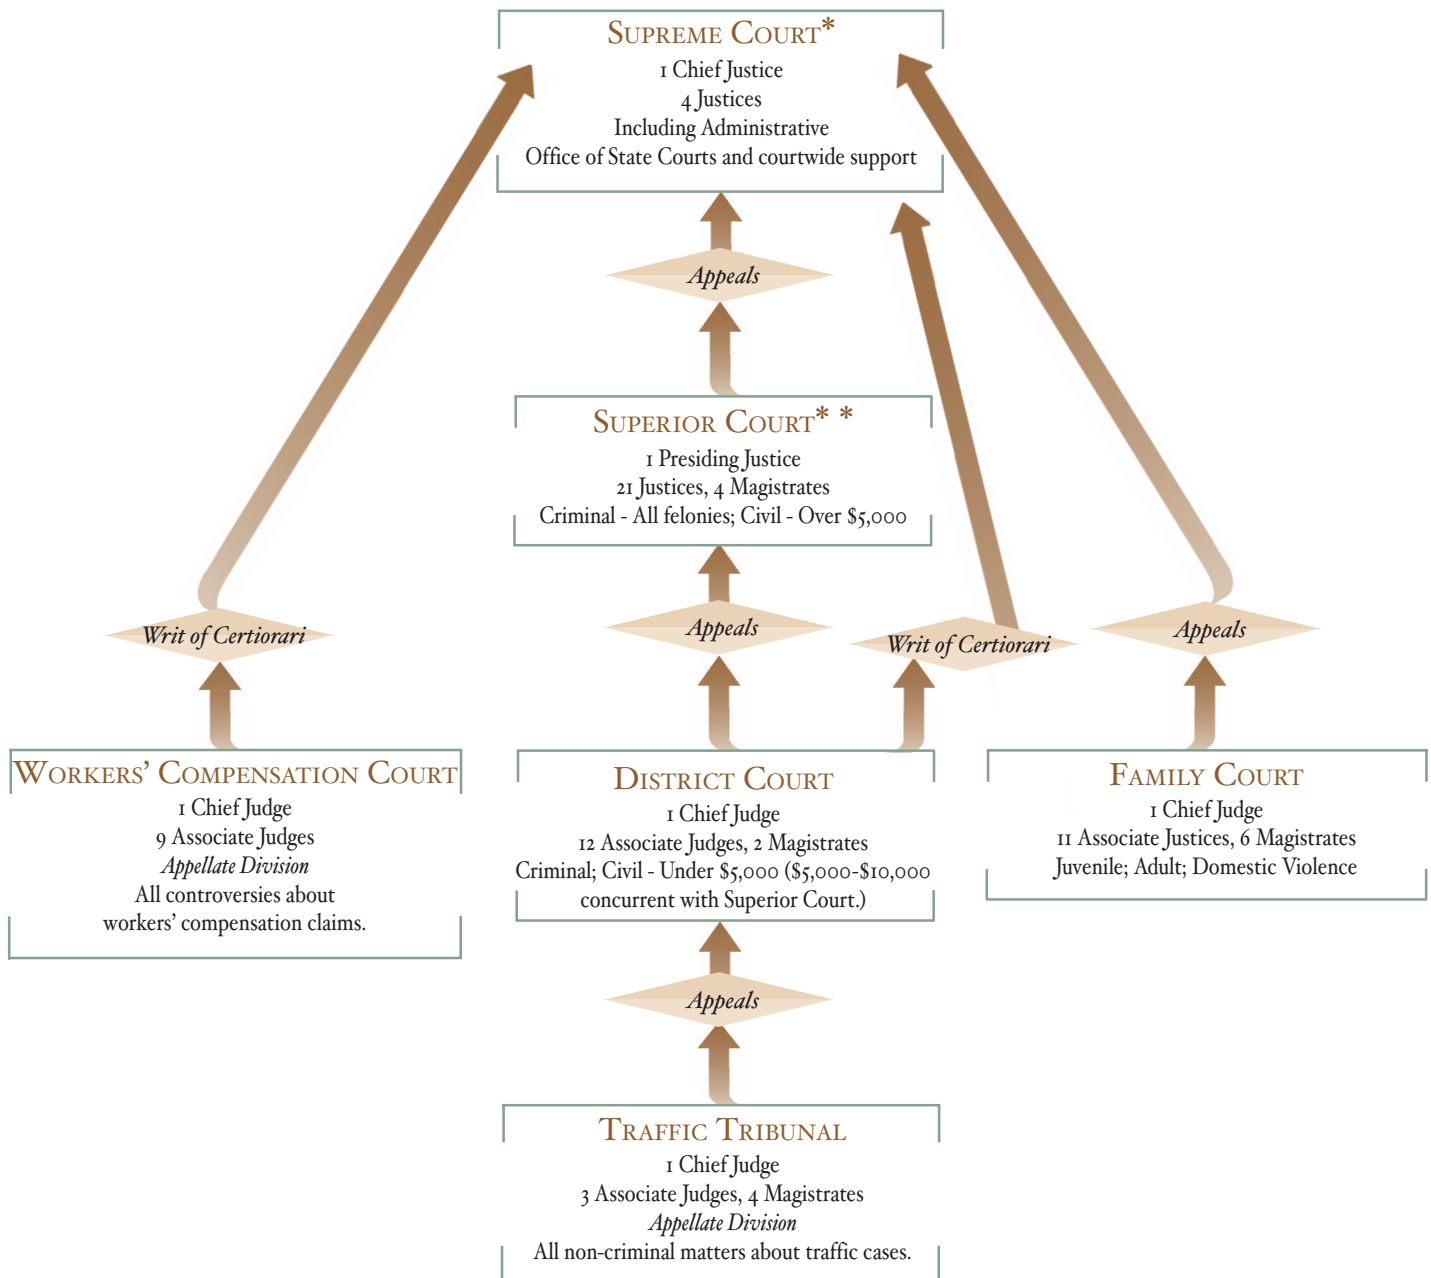 Supreme Court*
1 Chief Justice
4 Justices
Including Administrative
Office of State Courts and courtwide support
Appeals
Superior Court* *
1 Presiding Justice
21 Justices, 4 Magistrates
Criminal - All felonies; Civil - Over $5,000
Writ of Certiorari
Appeals
Writ of Certiorari
Appeals
Workers' Compensation Court
1 Chief Judge
9 Associate Judges
Appellate Division
All controversies about
workers' compensation claims.
District Court
1 Chief Judge
12 Associate Judges, 2 Magistrates
Criminal; Civil - Under $5,000 ($5,000-$10,000
concurrent with Superior Court.)
Family Court
1 Chief Judge
11 Associate Justices, 6 Magistrates
Juvenile; Adult; Domestic Violence
Appeals
Traffic Tribunal
1 Chief Judge
3 Associate Judges, 4 Magistrates
Appellate Division
All non-criminal matters about traffic cases.